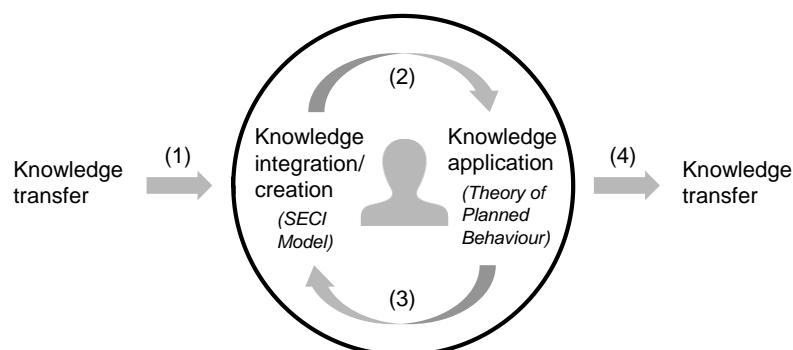 (2)
Knowledge
integration/
creation
(SECI
Model)
Knowledge
application
(Theory of
Planned
Behaviour)
Knowledge
transfer
(1)
(4)
Knowledge
transfer
(3)